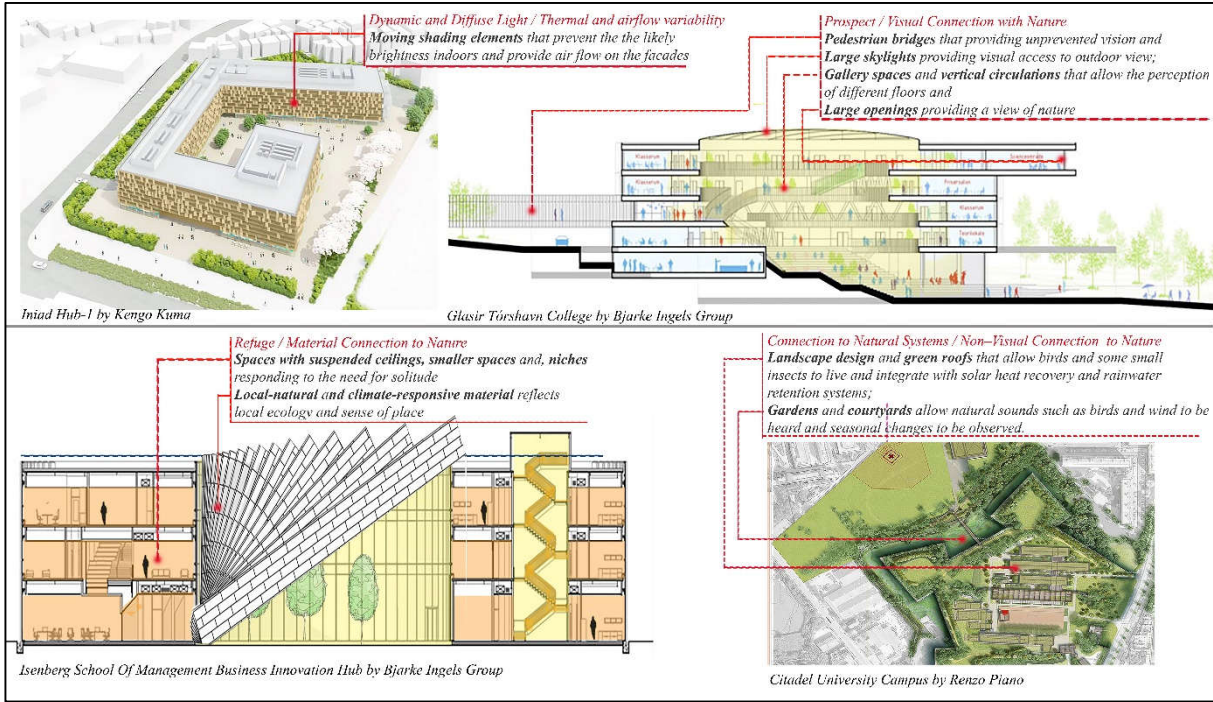 Dynamic and Diffuse Light / Thermal and airflow variability
Moving shading elements that prevent the the likely
brightness indoors and provide air flow on the facades
Iniad Hub-1 by Kengo Kuma
Prospect / Visual Connection with Nature
Pedestrian bridges that providing unprevented vision and
Large skylights providing visual access to outdoor view;
Gallery spaces and vertical circulations that allow the perception
of different floors and
Large openings providing a view of nature
Klasserum
Klasserum
Klasserum
Glasir Tórshavn College by Bjarke Ingels Group
Refuge / Material Connection to Nature
Spaces with suspended ceilings, smaller spaces and, niches
responding to the need for solitude
Local-natural and climate-responsive material reflects
local ecology and sense of place
Isenberg School Of Management Business Innovation Hub by Bjarke Ingels Group
Connection to Natural Systems / Non–Visual Connection to Nature
Landscape design and green roofs that allow birds and some small
insects to live and integrate with solar heat recovery and rainwater
retention systems;
Gardens and courtyards allow natural sounds such as birds and wind to be
heard and seasonal changes to be observed.
Citadel University Campus by Renzo Piano